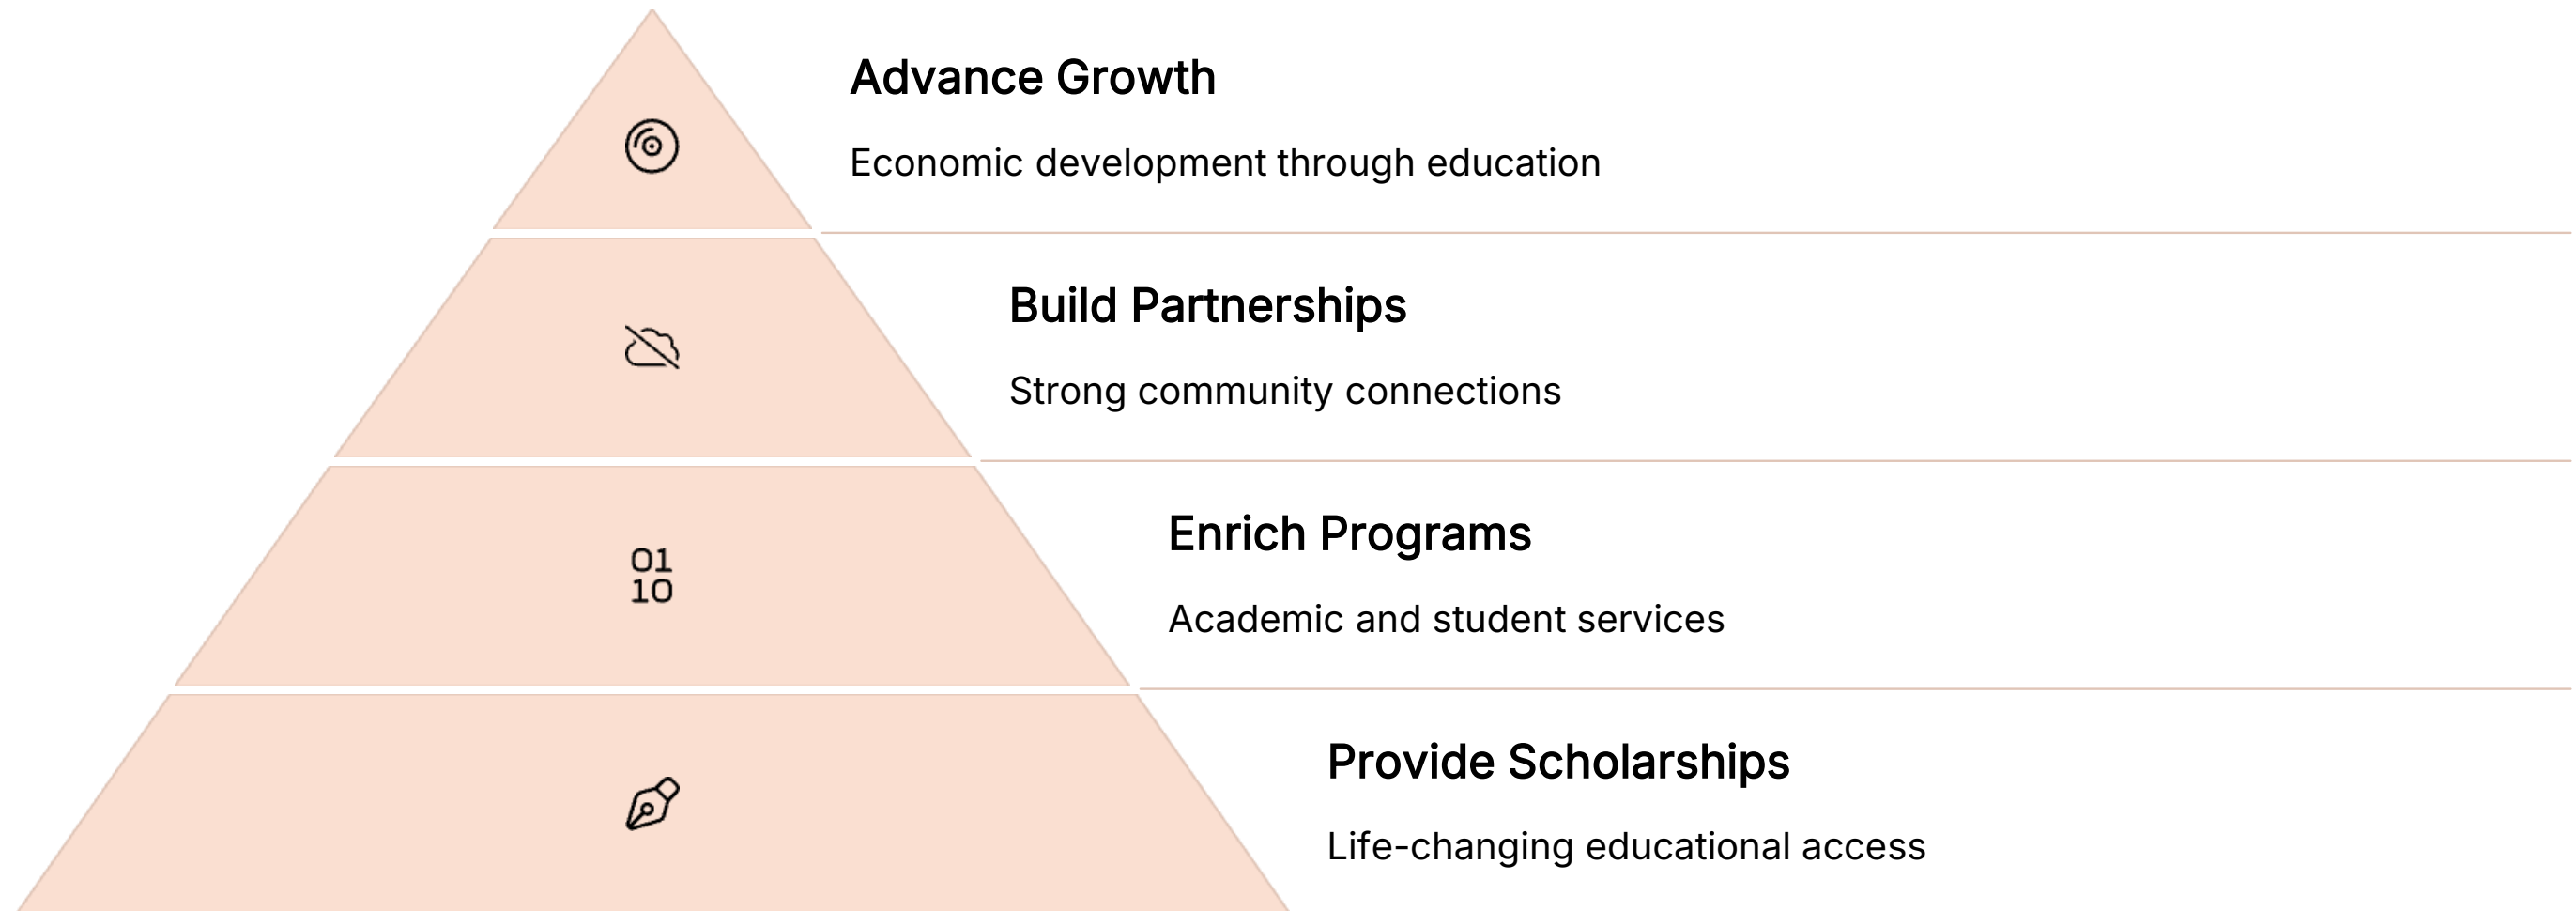 Advance Growth
Economic development through education
Build Partnerships
Strong community connections
01
10
Enrich Programs
Academic and student services
Provide Scholarships
Life-changing educational access